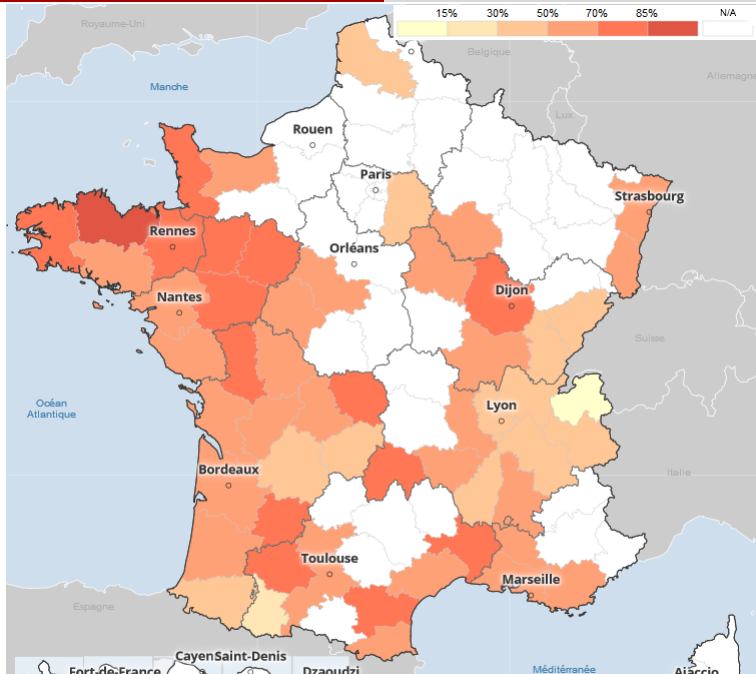 15% 30% 50% 70% 85% N/A
Royaume-Uni
Belgique
Allemagne
Manche
Lux
Rouen
Paris
Strasbourg
Rennes
Orléans
Nantes
Dijon
Suisse
Océan
Atlantique
Lyon
Bordeaux
Italie
Toulouse
Marseille
Espagne
CayenSaint-Denis
Fort-de-France
Dzaoudzi
Méditérranée
Ajaccio